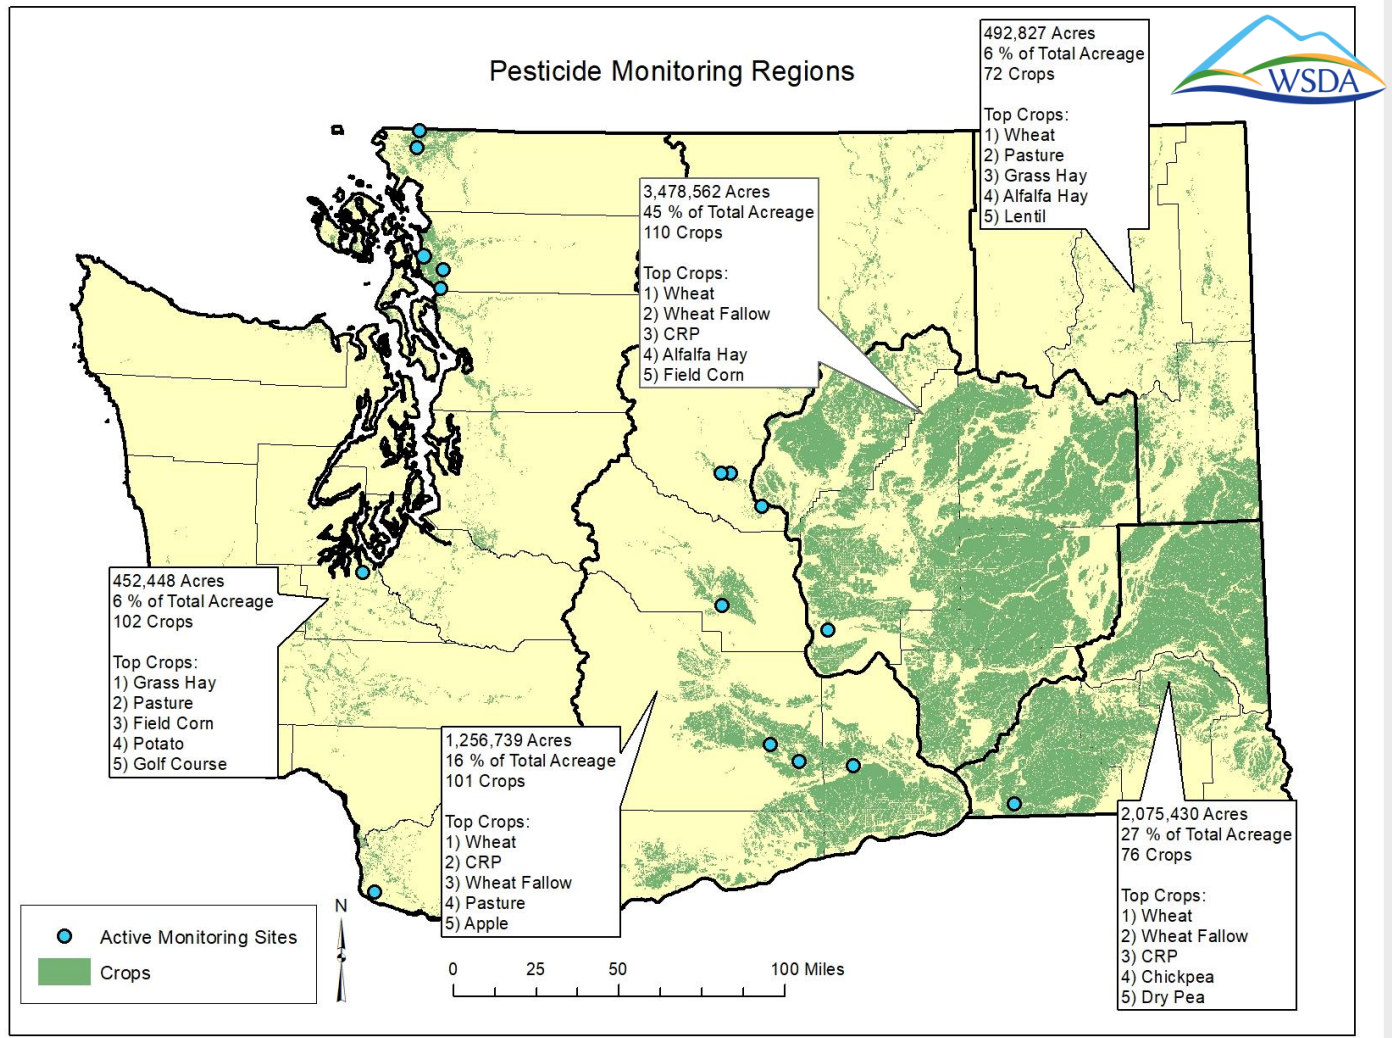 Pesticide Monitoring Regions
WSDA
492,827 Acres
6 % of Total Acreage
72 Crops
Top Crops:
1) Wheat
2) Pasture
3) Grass Hay
4) Alfalfa Hay
5) Lentil
3,478,562 Acres
45 % of Total Acreage
110 Crops
Top Crops:
1) Wheat
2) Wheat Fallow
3) CRP
4) Alfalfa Hay
5) Field Corn
452,448 Acres
6 % of Total Acreage
102 Crops
Top Crops:
1) Grass Hay
2) Pasture
3) Field Corn
4) Potato
5) Golf Course
1,256,739 Acres
16 % of Total Acreage
101 Crops
Top Crops:
1) Wheat
2) CRP
3) Wheat Fallow
4) Pasture
5) Apple
2,075,430 Acres
27 % of Total Acreage
76 Crops
Top Crops:
1) Wheat
2) Wheat Fallow
3) CRP
4) Chickpea
5) Dry Pea
Active Monitoring Sites
Crops
N
0 25 50 100 Miles